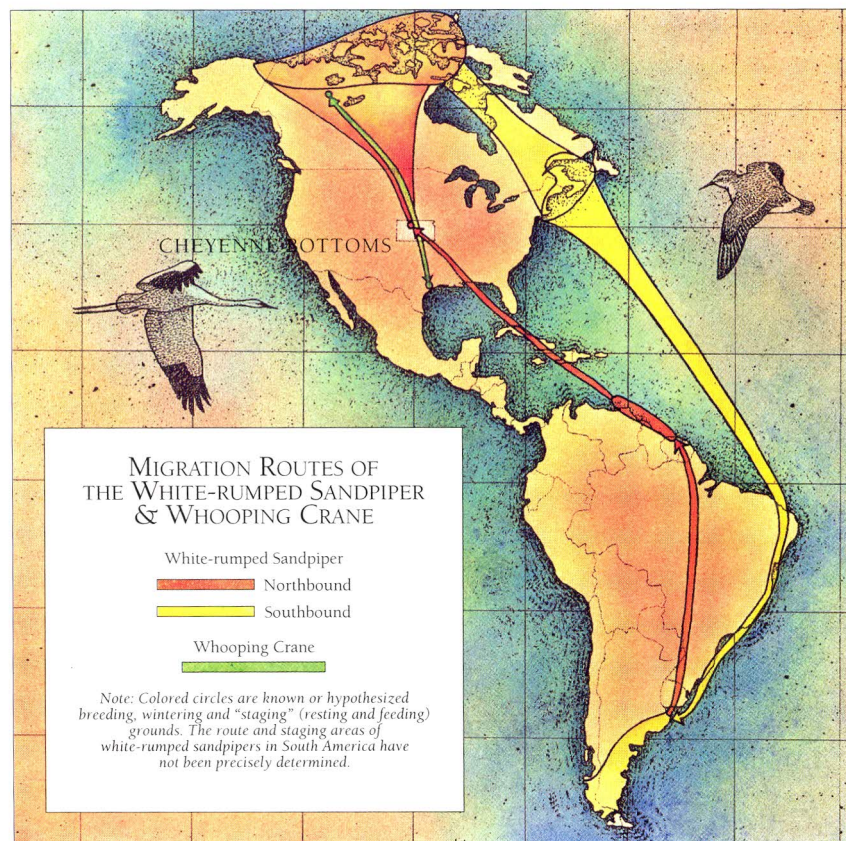 CHEYENNE BOTTOMS
MIGRATION ROUTES OF
THE WHITE-RUMPED SANDPIPER
& WHOOPING CRANE
White-rumped Sandpiper
Northbound
Southbound
Whooping Crane
Note: Colored circles are known or hypothesized
breeding, wintering and “staging” (resting and feeding)
grounds. The route and staging areas of
white-rumped sandpipers in South America have
not been precisely determined.